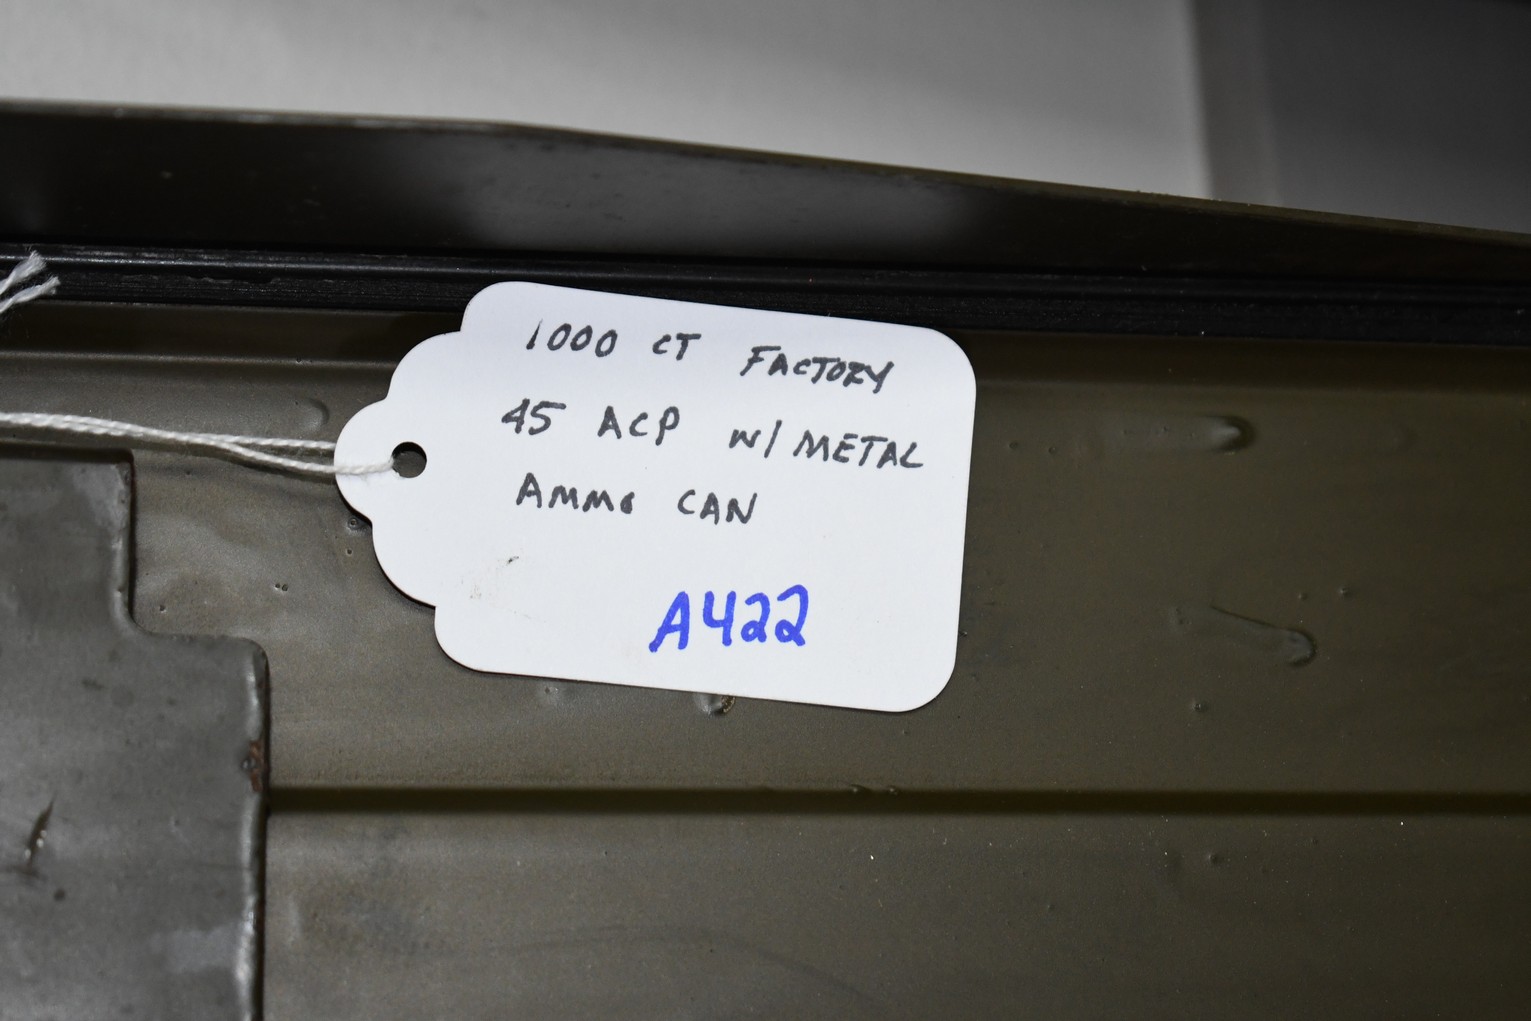 1000 CT FACTORY
45 ACP W/ METAL
AMMO CAN
A422